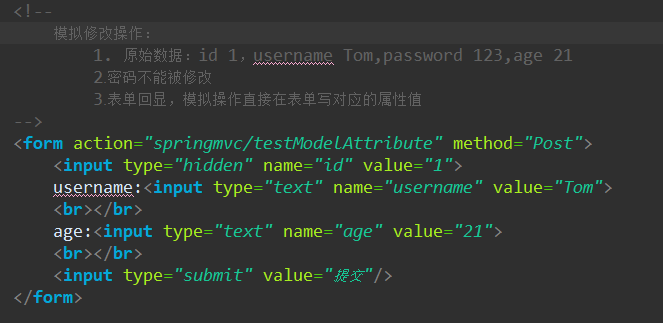 <!--
模拟修改操作：
1. 原始数据：id 1，username Tom,password 123,age 21
2.密码不能被修改
3.表单回显，模拟操作直接在表单写对应的属性值
-->
<form action="springmvc/testModelAttribute" method="Post">
<input type="hidden" name="id" value="1">
username:<input type="text" name="username" value="Tom">
<br></br>
age:<input type="text" name="age" value="21">
<br></br>
<input type="submit" value="提交"/>
</form>